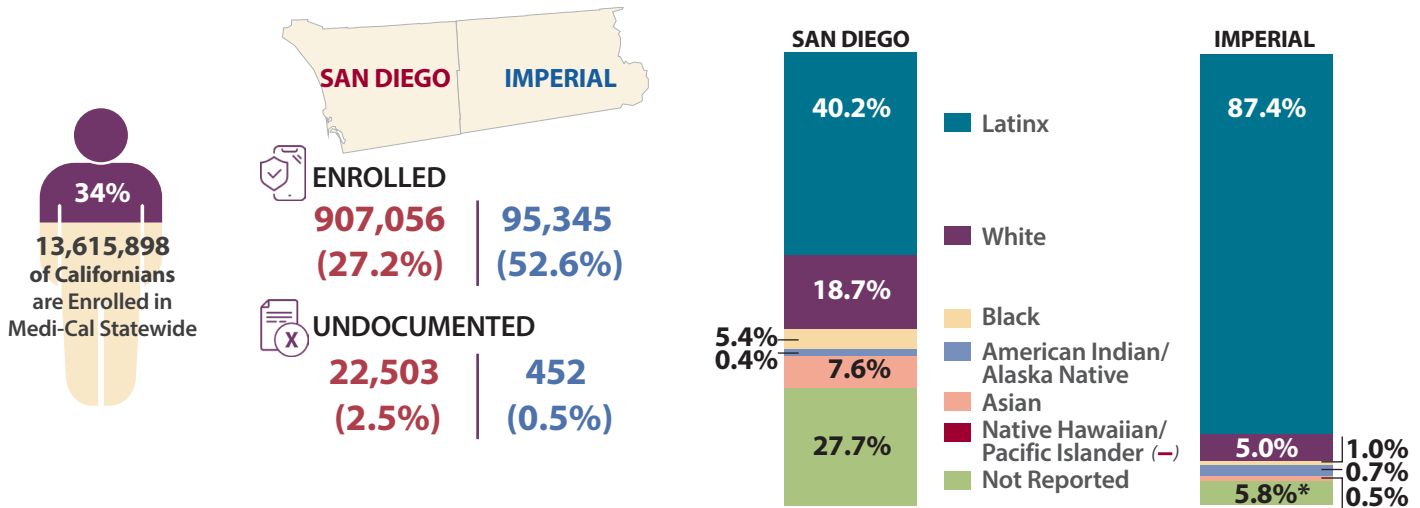 34%
13,615,898
of Californians
are Enrolled in
Medi-Cal Statewide
SAN DIEGO
IMPERIAL
ENROLLED
907,056
(27.2%)
95,345
(52.6%)
X
UNDOCUMENTED
22,503
(2.5%)
452
(0.5%)
SAN DIEGO
40.2%
18.7%
5.4%
0.4%
7.6%
27.7%
Latinx
White
Black
American Indian/
Alaska Native
Asian
Native Hawaiian/
Pacific Islander (–)
Not Reported
IMPERIAL
87.4%
5.0%
1.0%
0.7%
0.5%
5.8%*